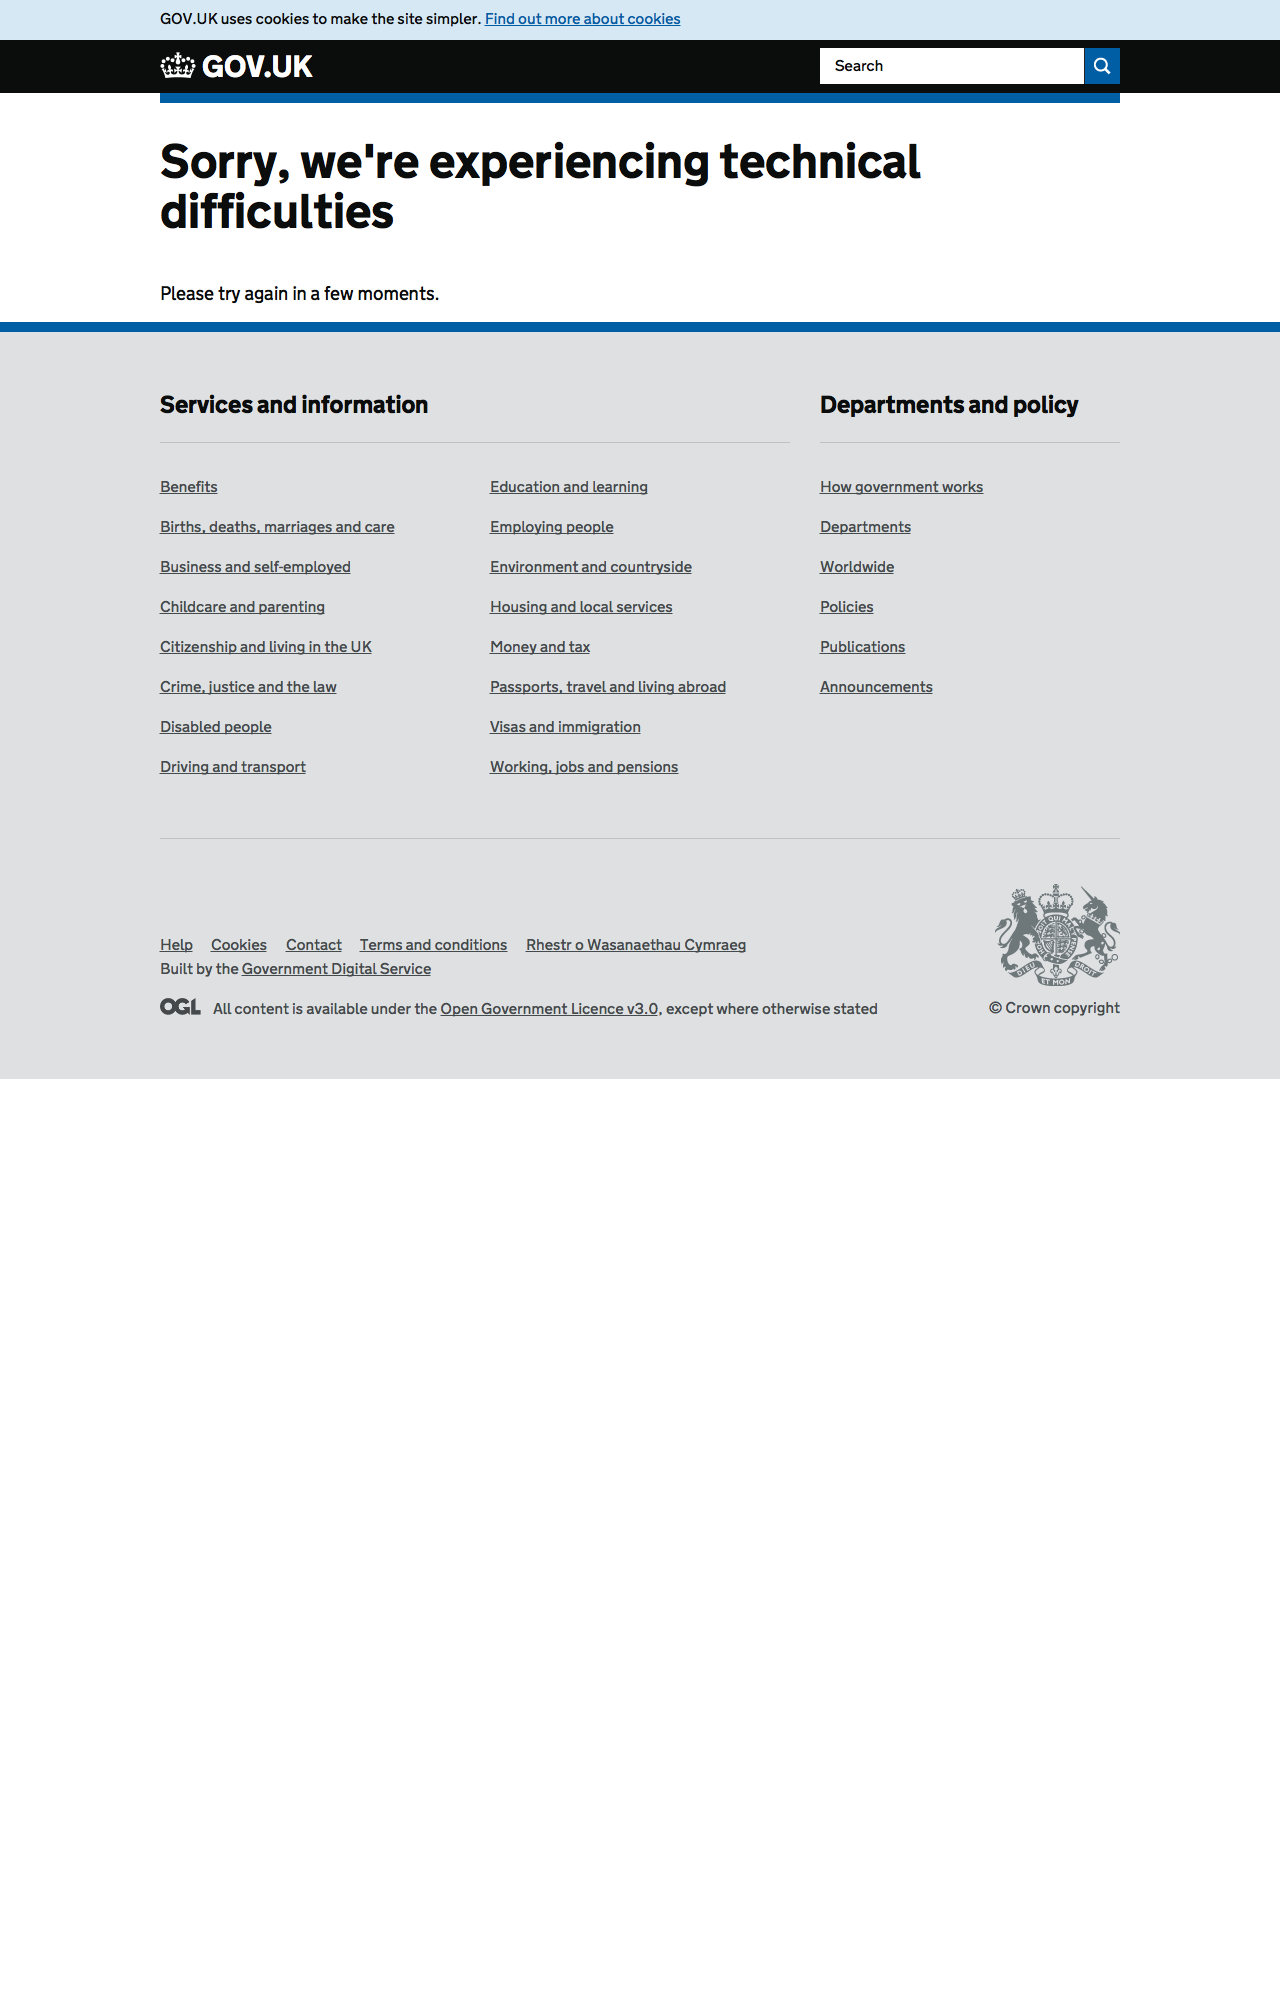 GOV.UK uses cookies to make the site simpler. Find out more about cookies
GOV.UK
Search
Sorry, we're experiencing technical
difficulties
Please try again in a few moments.
Services and information
Departments and policy
Benefits
Births, deaths, marriages and care
Business and self-employed
Childcare and parenting
Citizenship and living in the UK
Crime, justice and the law
Disabled people
Driving and transport
Education and learning
Employing people
Environment and countryside
Housing and local services
Money and tax
Passports, travel and living abroad
Visas and immigration
Working, jobs and pensions
How government works
Departments
Worldwide
Policies
Publications
Announcements
Help Cookies Contact Terms and conditions Rhestr o Wasanaethau Cymraeg
Built by the Government Digital Service
OGL All content is available under the Open Government Licence v3.0, except where otherwise stated
DIEU ET MON DROIT
© Crown copyright